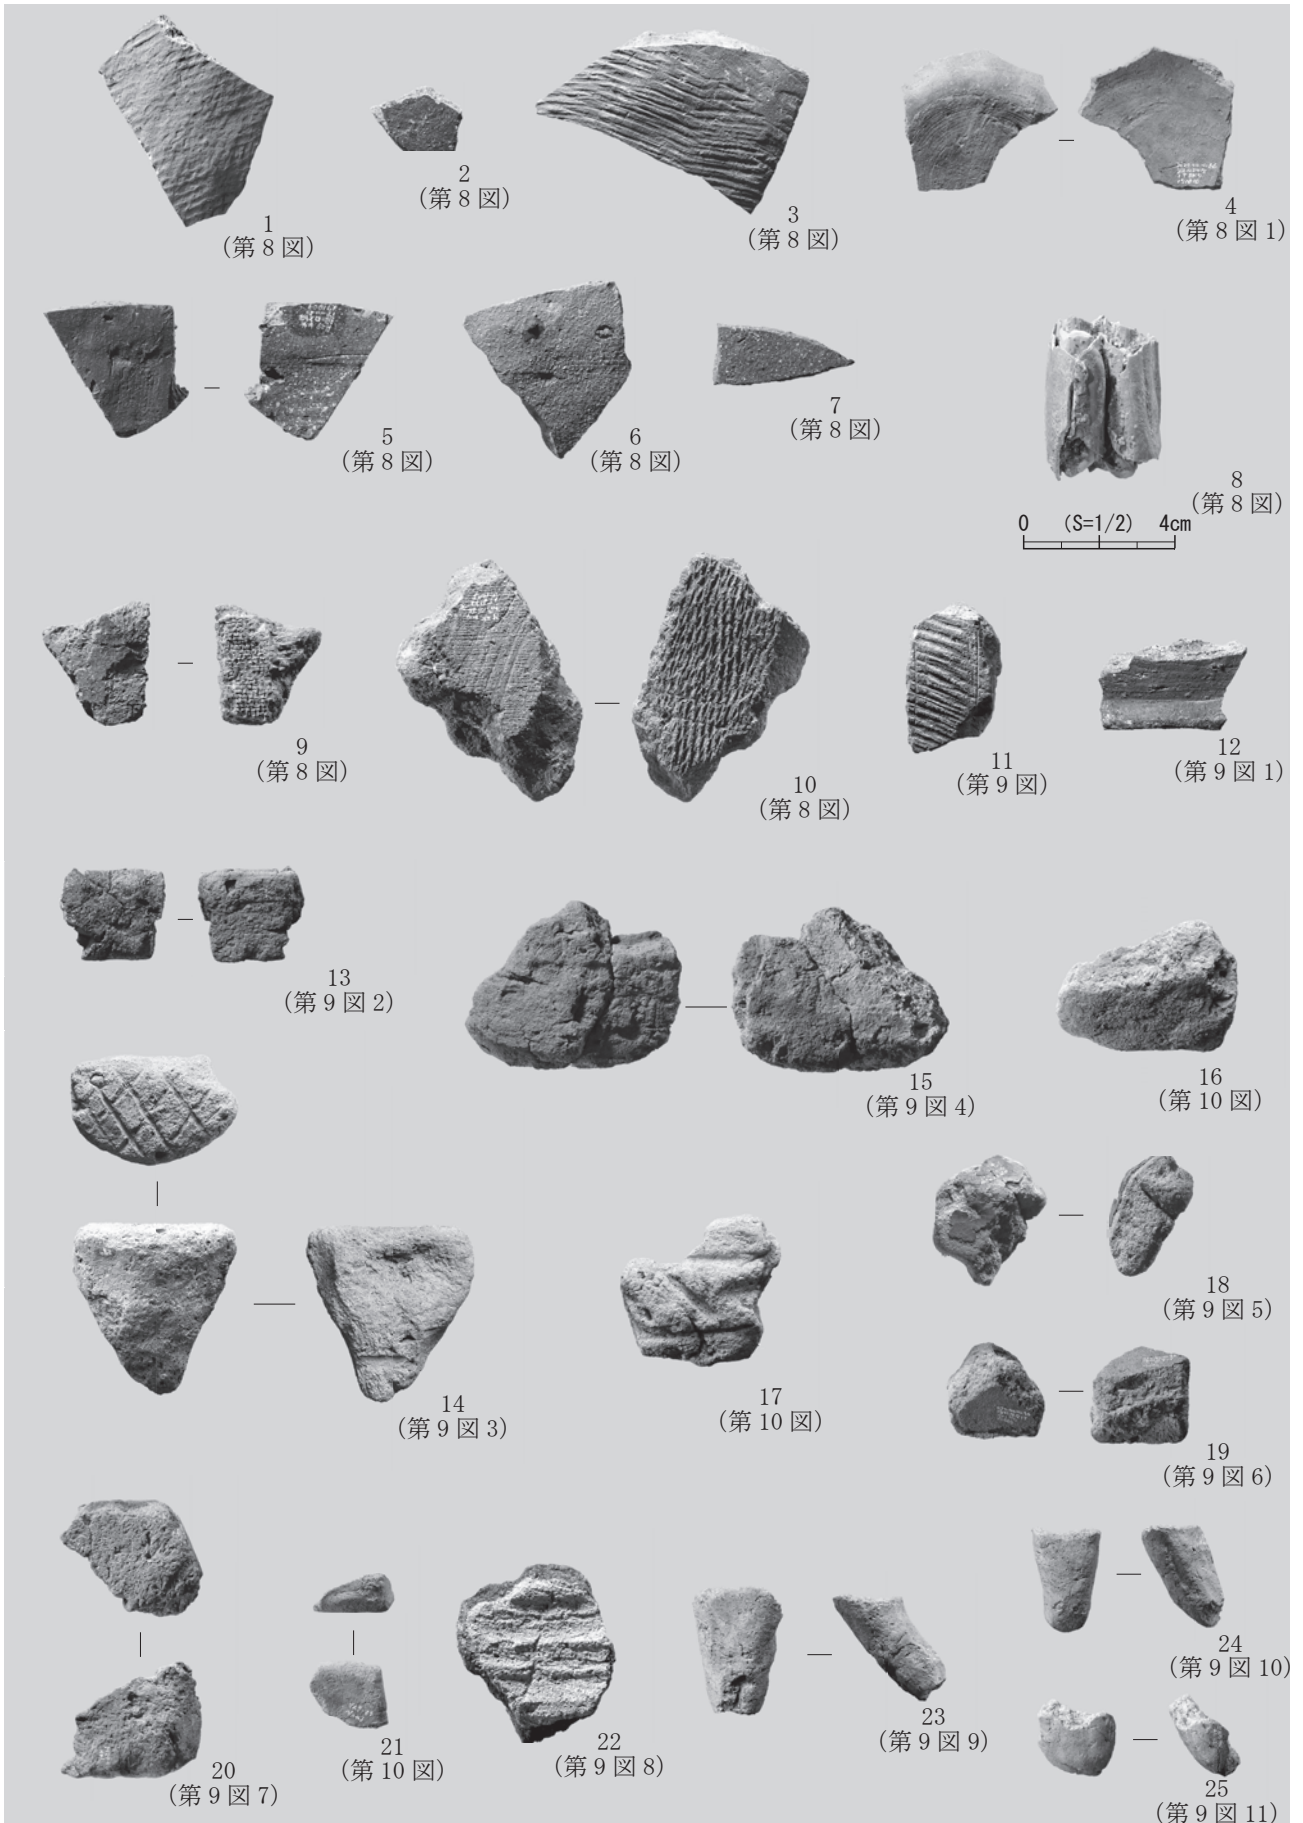 1
（第 8 図）
2
（第 8 図）
3
（第 8 図）
4
（第 8 図 1）
5
（第 8 図）
6
（第 8 図）
7
（第 8 図）
8
（第 8 図）
0 (S=1/2) 4cm
9
（第 8 図）
10
（第 8 図）
11
（第 9 図）
12
（第 9 図 1）
13
（第 9 図 2）
15
（第 9 図 4）
16
（第 10 図）
14
（第 9 図 3）
17
（第 10 図）
18
（第 9 図 5）
19
（第 9 図 6）
20
（第 9 図 7）
21
（第 10 図）
22
（第 9 図 8）
23
（第 9 図 9）
24
（第 9 図 10）
25
（第 9 図 11）